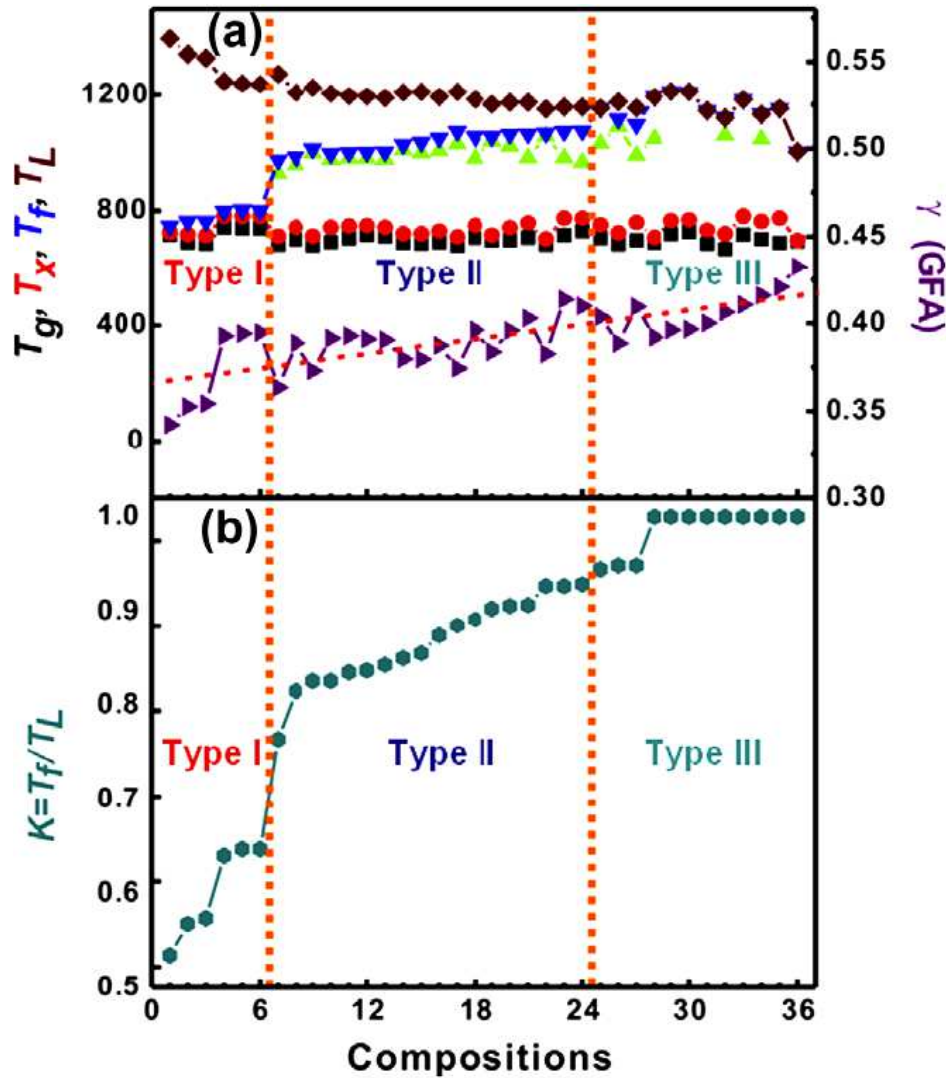 (a)
1200
800
400
0
Tg, Tx, Tf, TL
0.55
0.50
0.45
0.40
0.35
0.30
γ (GFA)
Type I
Type II
Type III
(b)
1.0
0.9
0.8
0.7
0.6
0.5
K=Tf/TL
Type I
Type II
Type III
0 6 12 18 24 30 36
Compositions